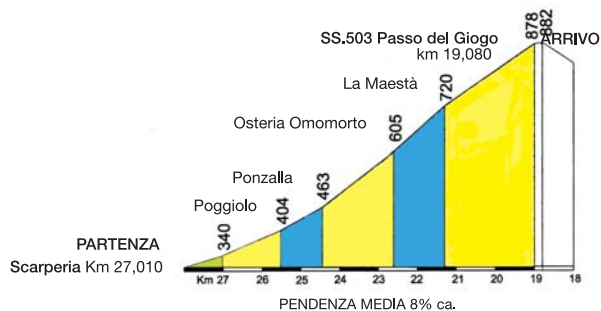 SS.503 Passo del Giogo
km 19,080
878
882
ARRIVO
La Maestà
720
Osteria Omomorto
605
Ponzalla
463
Poggiolo
404
340
PARTENZA
Scarperia Km 27,010
Km 27 26 25 24 23 22 21 20 19 18
PENDENZA MEDIA 8% ca.